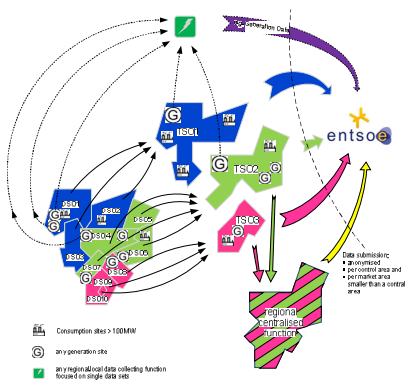 G Generation Data
G
TSO1
entsoe
G
TSO2
G
G
DSO1
DSO2
TSO3
G
DSO5
G
G
DSO4
G
DSO3
G
DSO6
DSO7
G
DSO8
DSO9
DSO10
Data submission:
anonymised
per control area and
per market area
smaller than a control
area
regional
centralised
function
Consumption sites > 100MW
G any generation site
any regional/local data collecting function
focused on single data sets